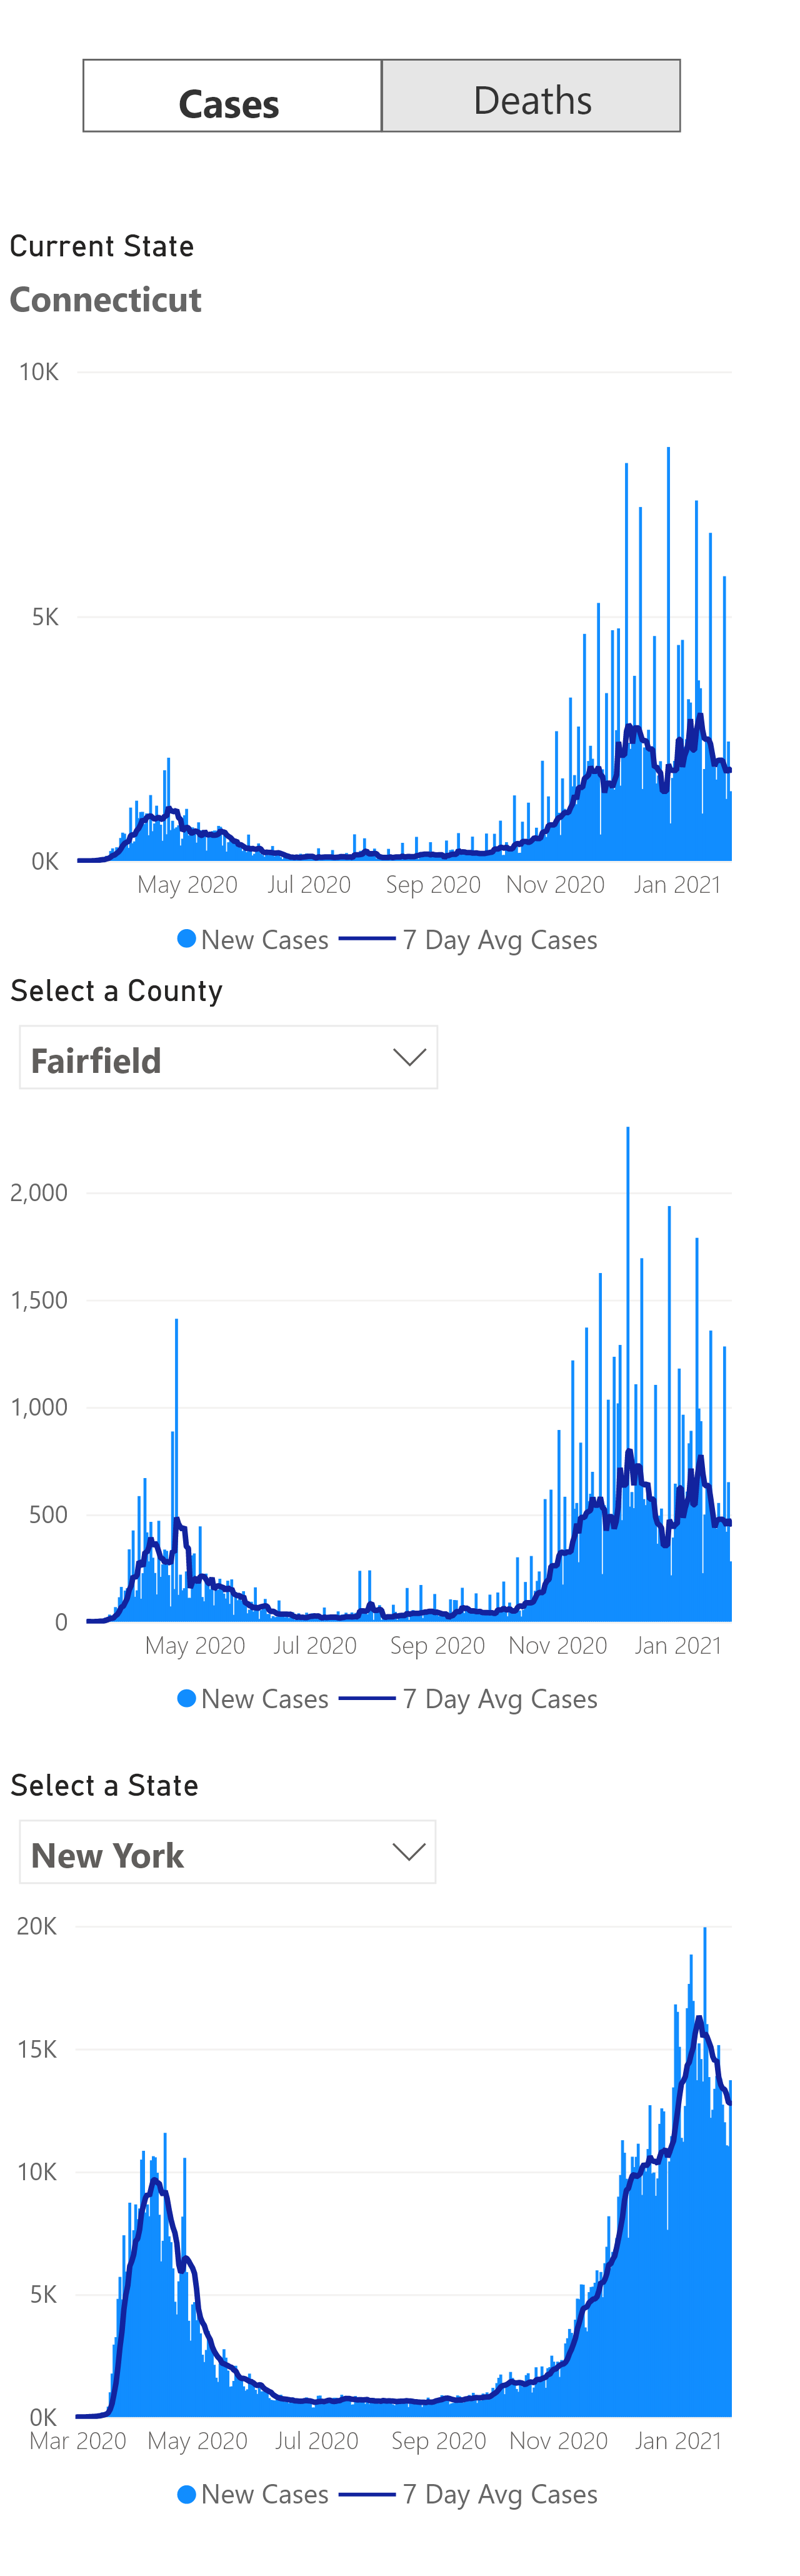 Cases Deaths
Current State
Connecticut
10K
5K
0K
May 2020 Jul 2020 Sep 2020 Nov 2020 Jan 2021
New Cases 7 Day Avg Cases
Select a County
Fairfield
2,000
1,500
1,000
500
0
May 2020 Jul 2020 Sep 2020 Nov 2020 Jan 2021
New Cases 7 Day Avg Cases
Select a State
New York
20K
15K
10K
5K
0K
Mar 2020 May 2020 Jul 2020 Sep 2020 Nov 2020 Jan 2021
New Cases 7 Day Avg Cases